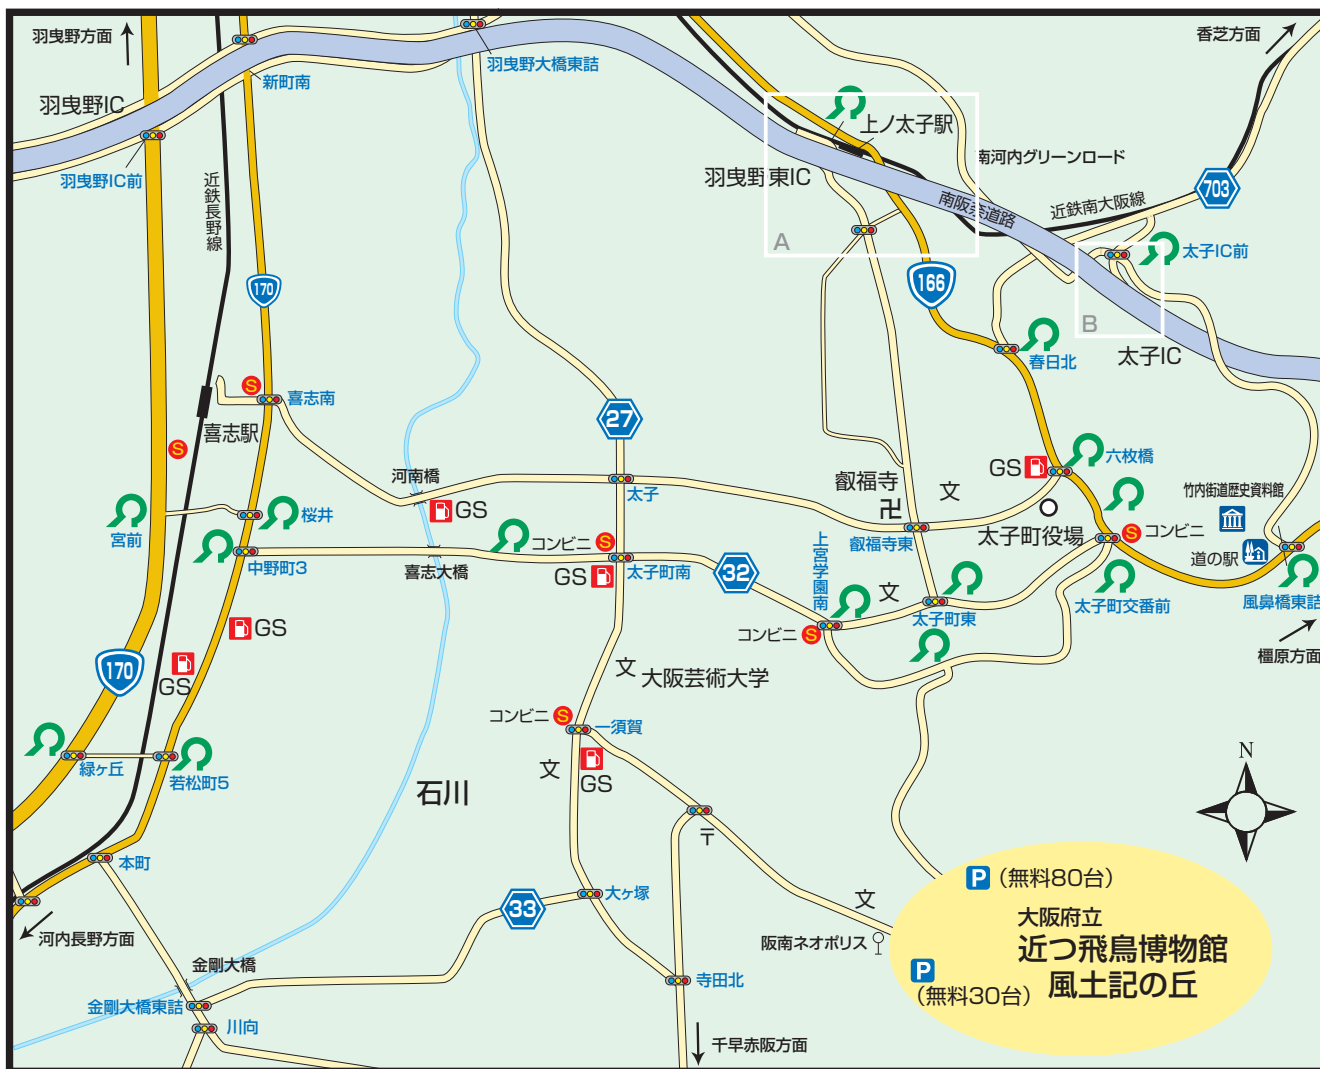 羽曳野方面
羽曳野大橋東詰
香芝方面
新町南
羽曳野IC
上ノ太子駅
南河内グリーンロード
羽曳野IC前
近鉄長野線
羽曳野東IC
703
南阪奈道路
近鉄南大阪線
A
太子IC前
170
166
B
春日北
太子IC
喜志南
S
27
喜志駅
S
河南橋
叡福寺
GS
六枚橋
太子
文
竹内街道歴史資料館
GS
卍
宮前
桜井
叡福寺東
太子町役場
S
コンビニ
コンビニ
S
上宮学園南
道の駅
中野町3
喜志大橋
GS
太子町南
32
文
太子町交番前
風鼻橋東詰
太子町東
GS
コンビニ
S
橿原方面
170
GS
文
大阪芸術大学
コンビニ
S
一須賀
N
緑ヶ丘
若松町5
文
GS
石川
〒
本町
P
(無料80台)
文
大ヶ塚
33
大阪府立
近つ飛鳥博物館
風土記の丘
河内長野方面
阪南ネオポリス
P
(無料30台)
金剛大橋
寺田北
金剛大橋東詰
川向
千早赤阪方面